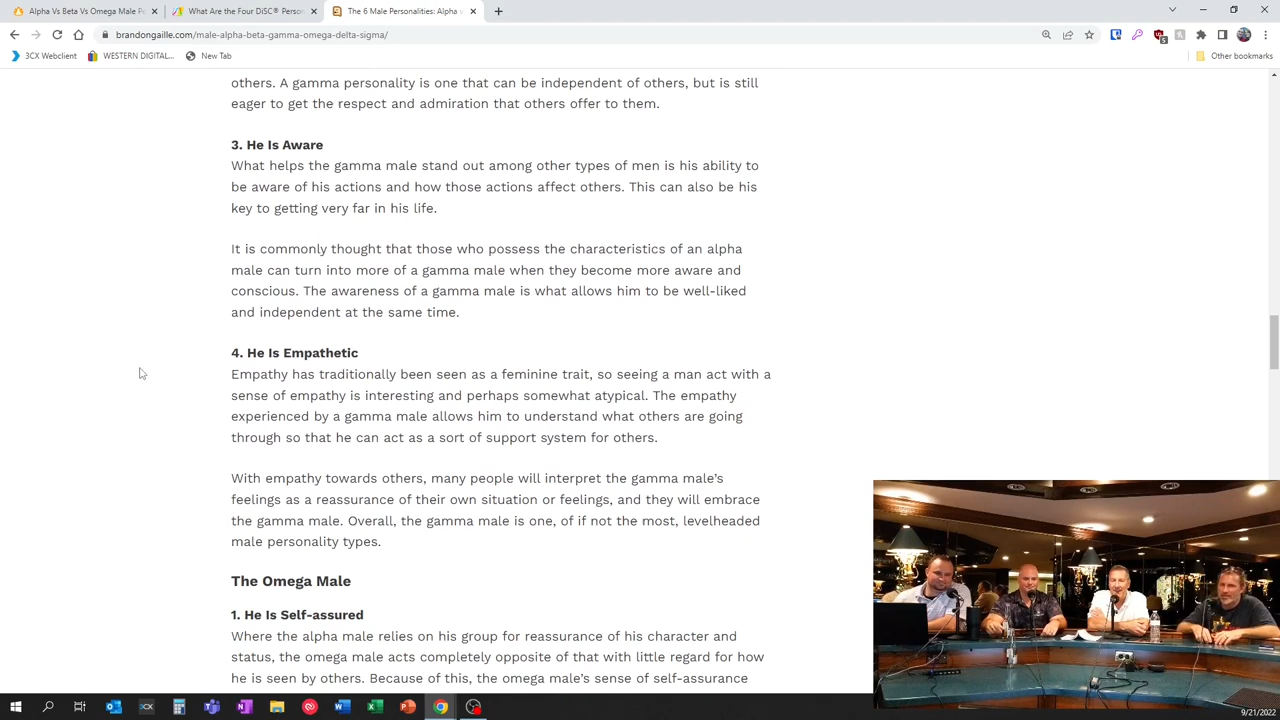 Alpha Vs Beta Vs Omega Male Pe
What Are the Four DiSC® Person
The 6 Male Personalities: Alpha v
brandongaille.com/male-alpha-beta-gamma-omega-delta-sigma/
3CX Webclient
WESTERN DIGITAL...
New Tab
Other bookmarks
others. A gamma personality is one that can be independent of others, but is still
eager to get the respect and admiration that others offer to them.
3. He Is Aware
What helps the gamma male stand out among other types of men is his ability to
be aware of his actions and how those actions affect others. This can also be his
key to getting very far in his life.
It is commonly thought that those who possess the characteristics of an alpha
male can turn into more of a gamma male when they become more aware and
conscious. The awareness of a gamma male is what allows him to be well-liked
and independent at the same time.
4. He Is Empathetic
Empathy has traditionally been seen as a feminine trait, so seeing a man act with a
sense of empathy is interesting and perhaps somewhat atypical. The empathy
experienced by a gamma male allows him to understand what others are going
through so that he can act as a sort of support system for others.
With empathy towards others, many people will interpret the gamma male's
feelings as a reassurance of their own situation or feelings, and they will embrace
the gamma male. Overall, the gamma male is one, of if not the most, levelheaded
male personality types.
The Omega Male
1. He Is Self-assured
Where the alpha male relies on his group for reassurance of his character and
status, the omega male acts completely opposite of that with little regard for how
he is seen by others. Because of this, the omega male's sense of self-assurance
9/21/2022